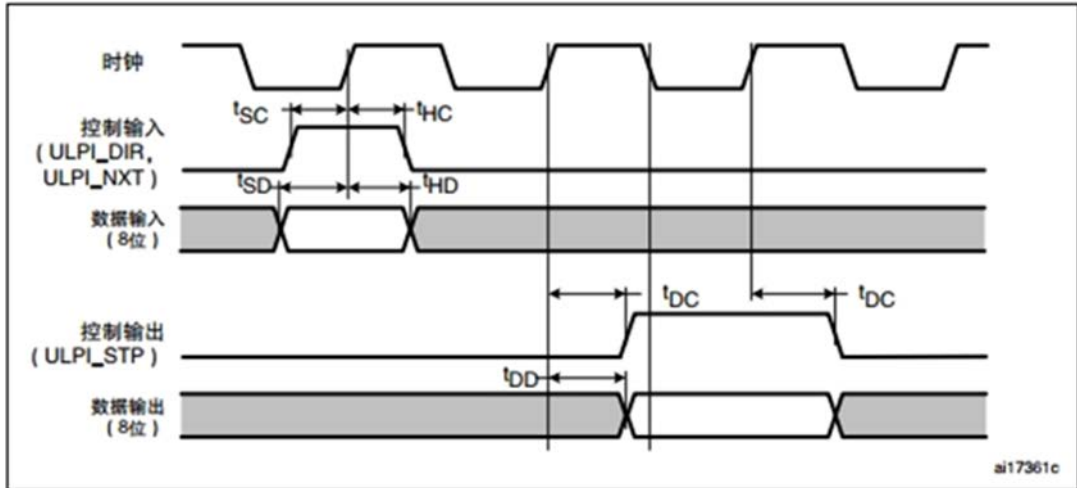 时钟
tSC
tHC
控制输入
( ULPI_DIR,
ULPI_NXT )
tSD
tHD
数据输入
( 8位 )
tDC
tDC
控制输出
( ULPI_STP )
tDD
数据输出
( 8位 )
ai17361c